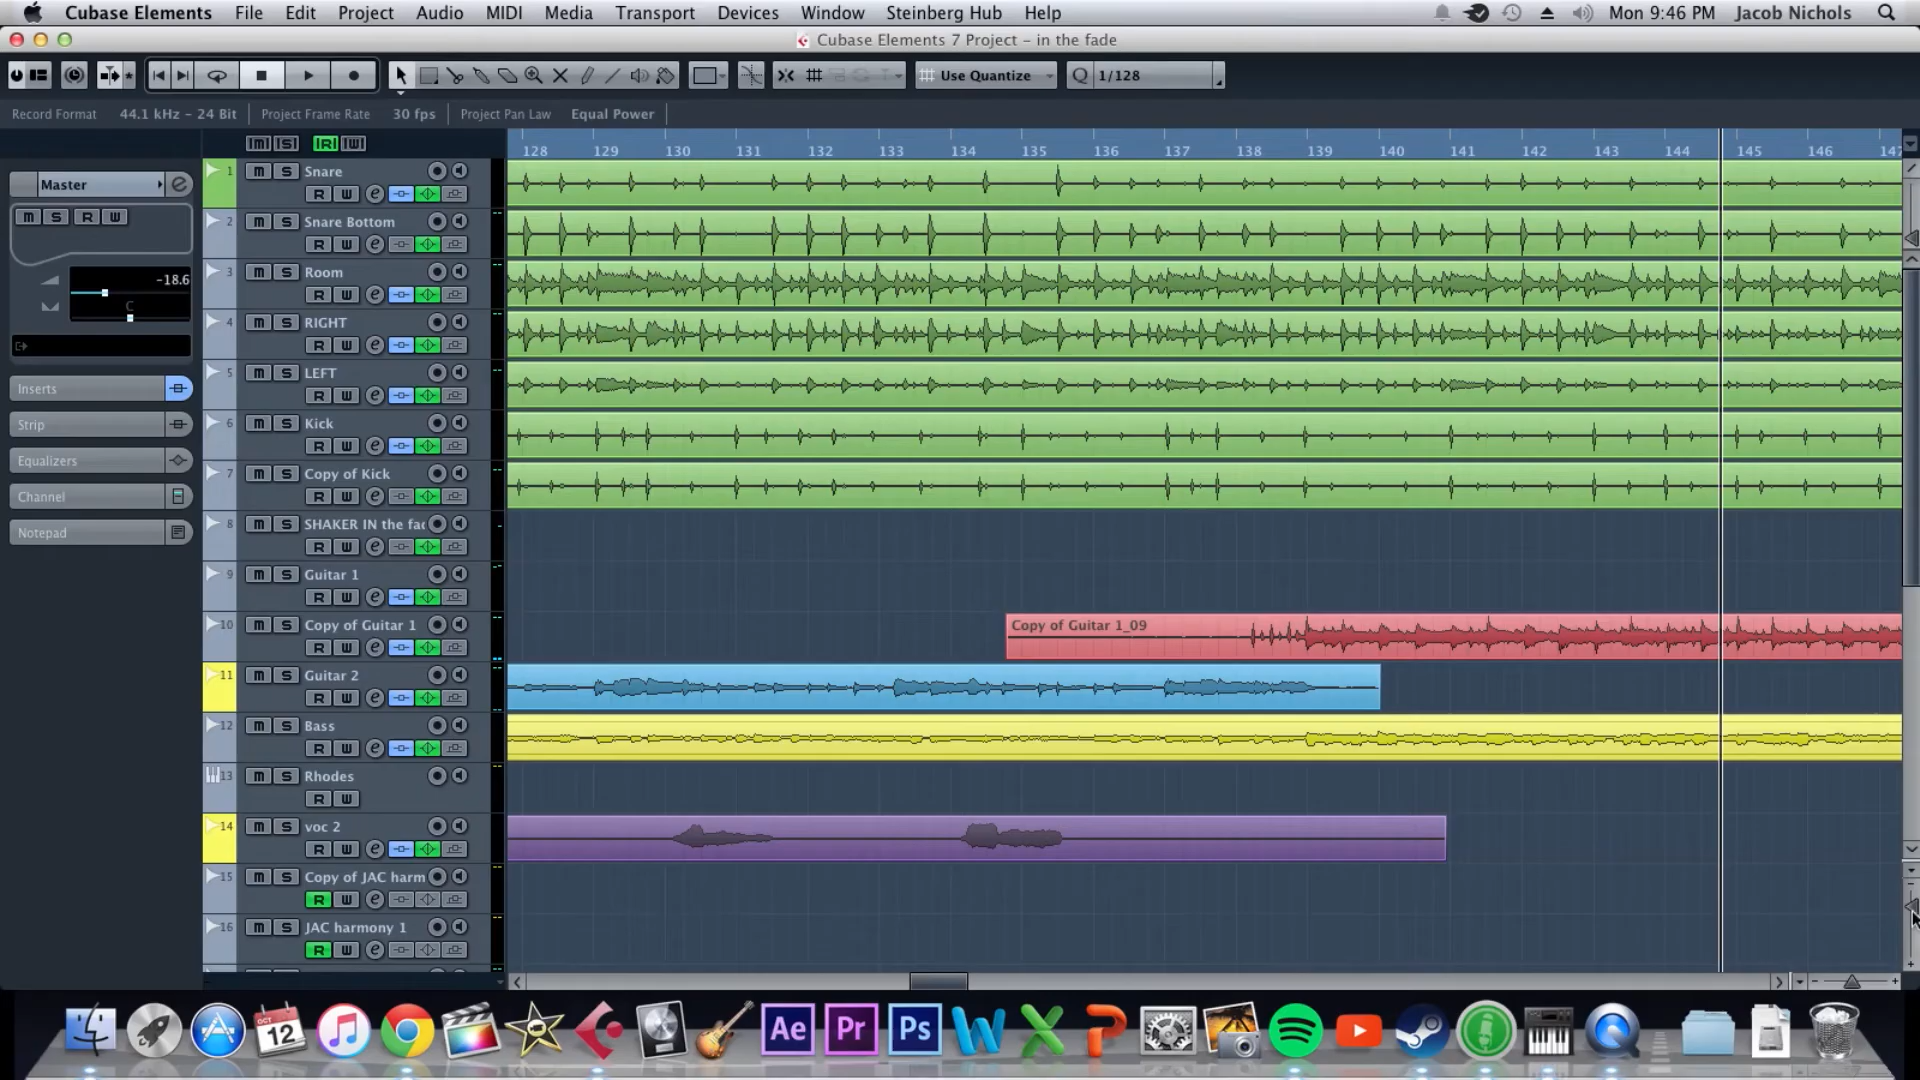 Cubase Elements File Edit Project Audio MIDI Media Transport Devices Window Steinberg Hub Help Mon 9:46 PM Jacob Nichols
Cubase Elements 7 Project – in the fade
Use Quantize Q 1/128
Record Format 44.1 kHz – 24 Bit Project Frame Rate 30 fps Project Pan Law Equal Power
M S R W
128 129 130 131 132 133 134 135 136 137 138 139 140 141 142 143 144 145 146 147
Master e
M S R W
-18.6
C
Inserts
Strip
Equalizers
Channel
Notepad
1 m S Snare
R W e
2 m S Snare Bottom
R W e
3 m S Room
R W e
4 m S RIGHT
R W e
5 m S LEFT
R W e
6 m S Kick
R W e
7 m S Copy of Kick
R W e
8 m S SHAKER IN the fac
R W e
9 m S Guitar 1
R W e
10 m S Copy of Guitar 1
R W e
Copy of Guitar 1_09
11 m S Guitar 2
R W e
12 m S Bass
R W e
13 m S Rhodes
R W
14 m S voc 2
R W e
15 m S Copy of JAC harm
R W e
16 m S JAC harmony 1
R W e
OCT
12
Ae Pr Ps